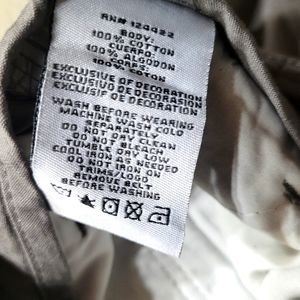 RN# 124422
BODY:
100% COTTON
CUERPO:
100% ALGODON
CORPS:
100% COTON
EXCLUSIVE OF DECORATION
EXCLUSIVO DE DECORACION
EXCLUSIF DE DECORATION
WASH BEFORE WEARING
MACHINE WASH COLD
SEPARATELY
DO NOT DRY CLEAN
DO NOT BLEACH
TUMBLE DRY LOW
COOL IRON AS NEEDED
DO NOT IRON ON
TRIMS/LOGO
REMOVE BELT
BEFORE WASHING